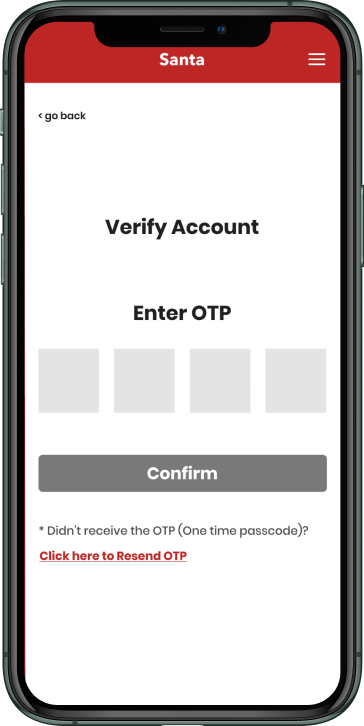 Santa
< go back
Verify Account
Enter OTP
Confirm
* Didn't receive the OTP (One time passcode)?
Click here to Resend OTP